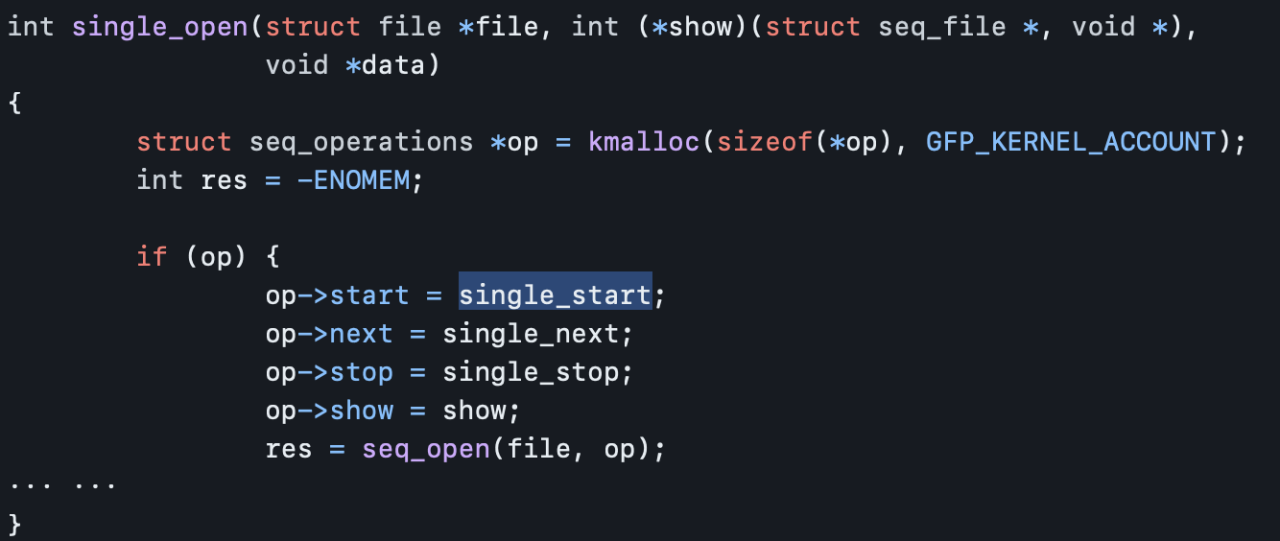 int single_open(struct file *file, int (*show)(struct seq_file *, void *),
                void *data)
{
        struct seq_operations *op = kmalloc(sizeof(*op), GFP_KERNEL_ACCOUNT);
        int res = -ENOMEM;

        if (op) {
                op->start = single_start;
                op->next = single_next;
                op->stop = single_stop;
                op->show = show;
                res = seq_open(file, op);
... ...
}